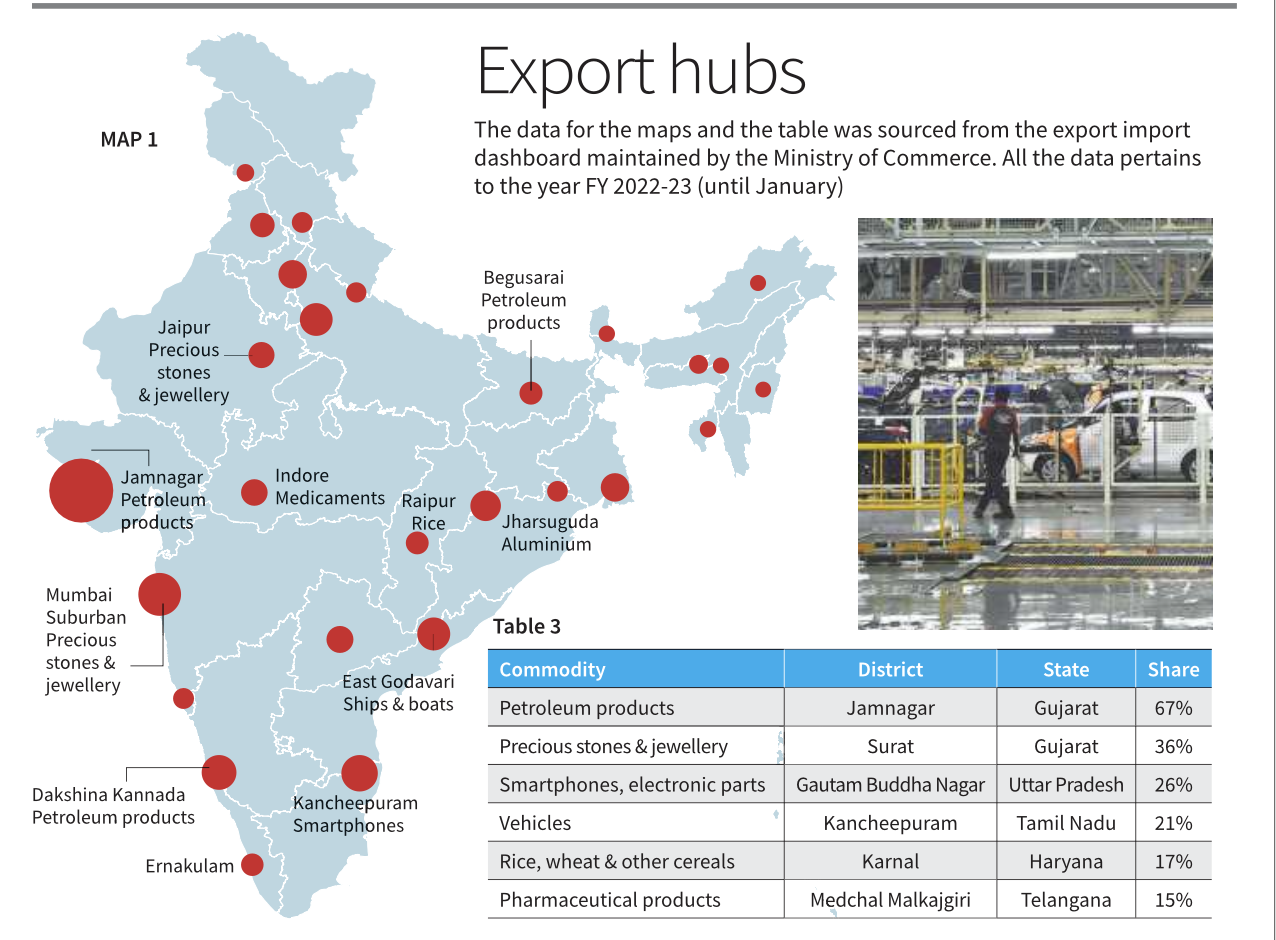 Export hubs
The data for the maps and the table was sourced from the export import
dashboard maintained by the Ministry of Commerce. All the data pertains
to the year FY 2022-23 (until January)
MAP 1
Begusarai
Petroleum
products
Jaipur
Precious
stones
& jewellery
Jamnagar
Petroleum
products
Indore
Medicaments
Raipur
Rice
Jharsuguda
Aluminium
Mumbai
Suburban
Precious
stones &
jewellery
East Godavari
Ships & boats
Dakshina Kannada
Petroleum products
Kancheepuram
Smartphones
Ernakulam
Table 3
Commodity District State Share
Petroleum products Jamnagar Gujarat 67%
Precious stones & jewellery Surat Gujarat 36%
Smartphones, electronic parts Gautam Buddha Nagar Uttar Pradesh 26%
Vehicles Kancheepuram Tamil Nadu 21%
Rice, wheat & other cereals Karnal Haryana 17%
Pharmaceutical products Medchal Malkajgiri Telangana 15%